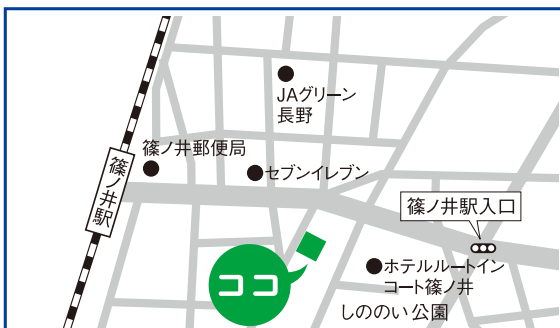 JAグリーン
長野
篠ノ井郵便局
セブンイレブン
篠ノ井駅
篠ノ井駅入口
ココ
ホテルルートイン
コート篠ノ井
しののい公園